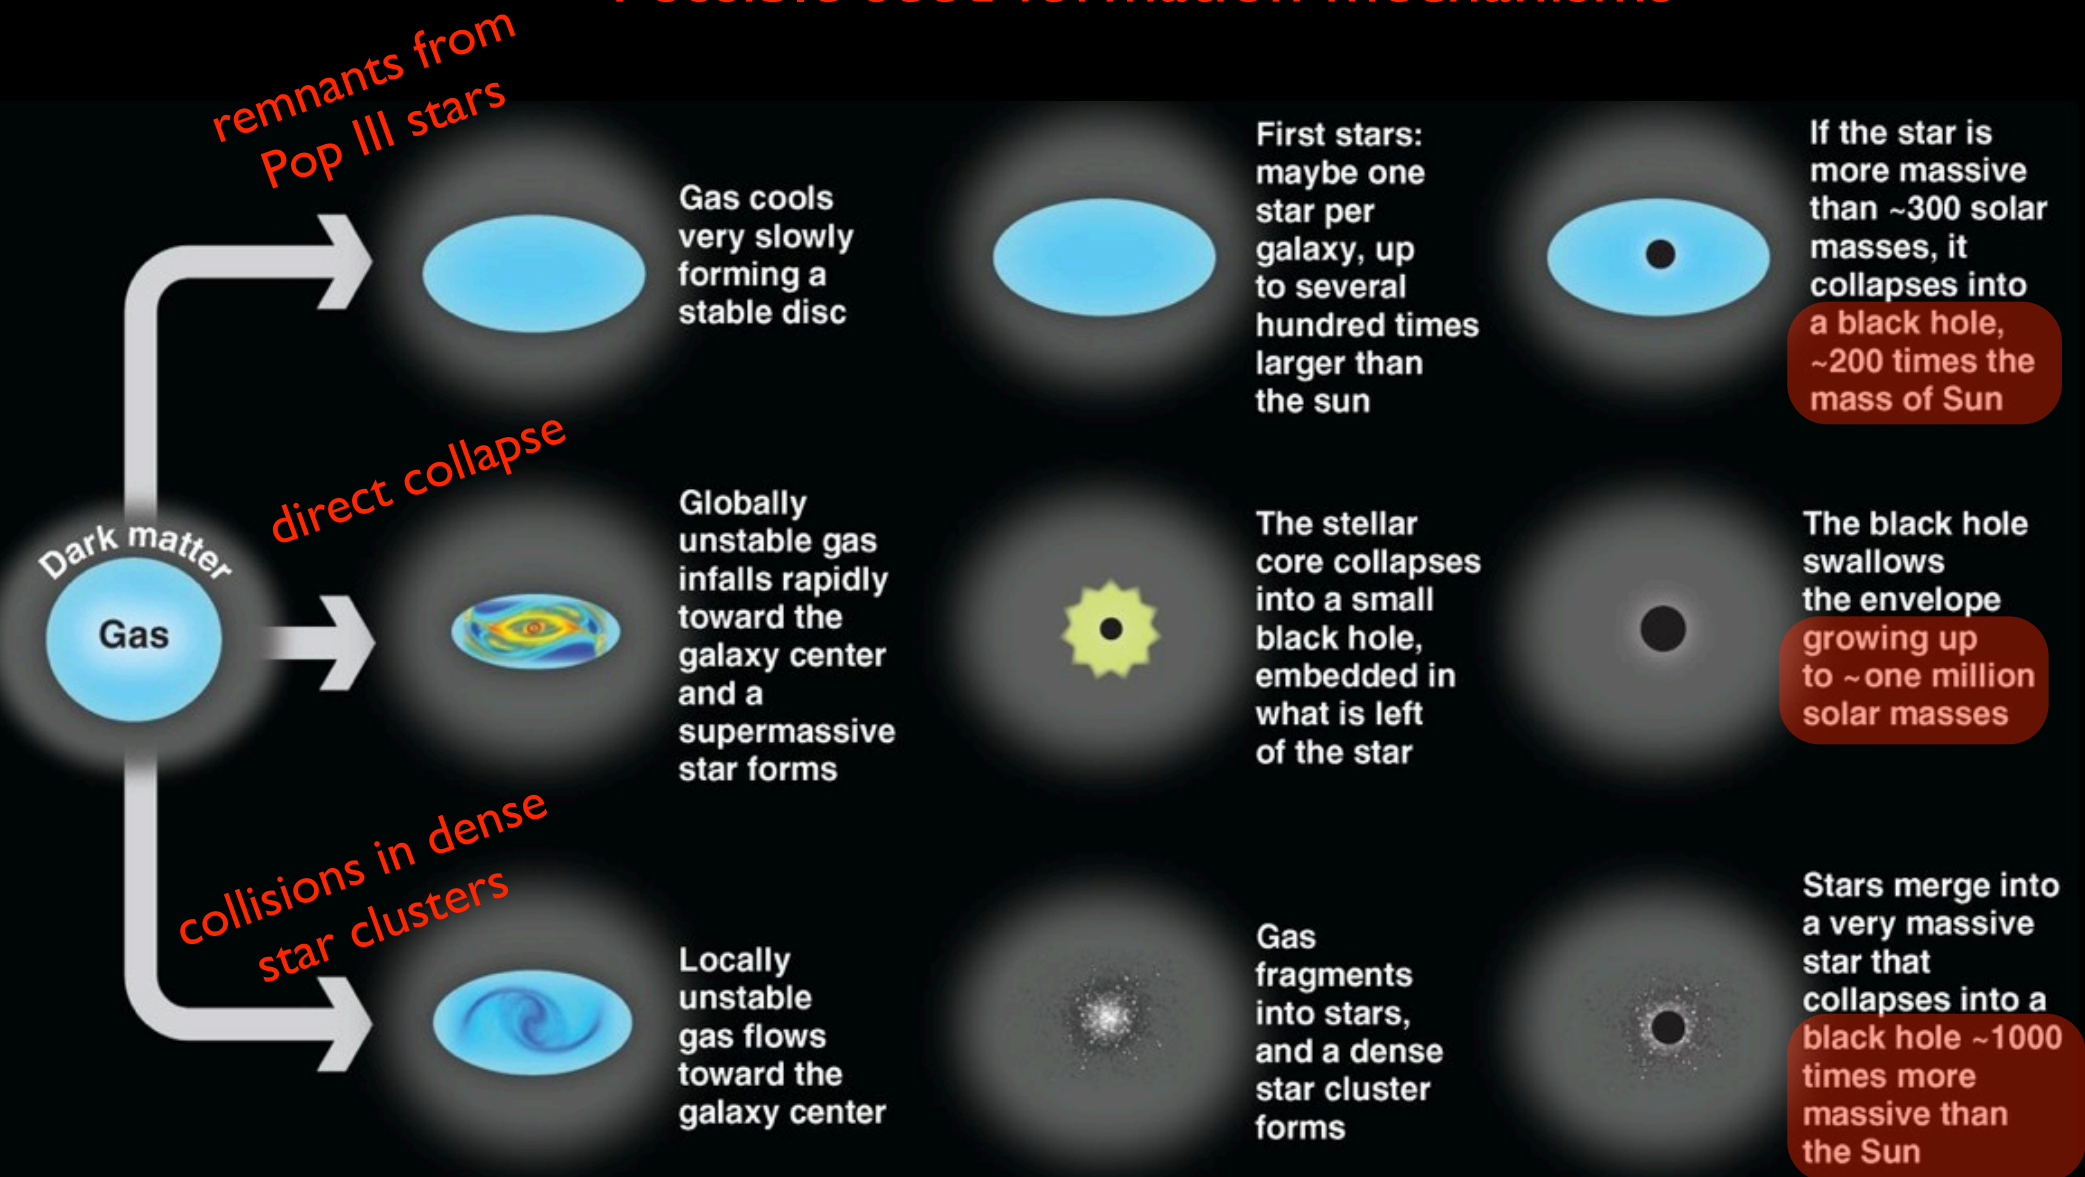 formation mechanisms
remnants from
Pop III stars
Gas cools
very slowly
forming a
stable disc
First stars:
maybe one
star per
galaxy, up
to several
hundred times
larger than
the sun
If the star is
more massive
than ~300 solar
masses, it
collapses into
a black hole,
~200 times the
mass of Sun
direct collapse
Dark matter
Gas
Globally
unstable gas
infalls rapidly
toward the
galaxy center
and a
supermassive
star forms
The stellar
core collapses
into a small
black hole,
embedded in
what is left
of the star
The black hole
swallows
the envelope
growing up
to ~one million
solar masses
collisions in dense
star clusters
Locally
unstable
gas flows
toward the
galaxy center
Gas
fragments
into stars,
and a dense
star cluster
forms
Stars merge into
a very massive
star that
collapses into a
black hole ~1000
times more
massive than
the Sun